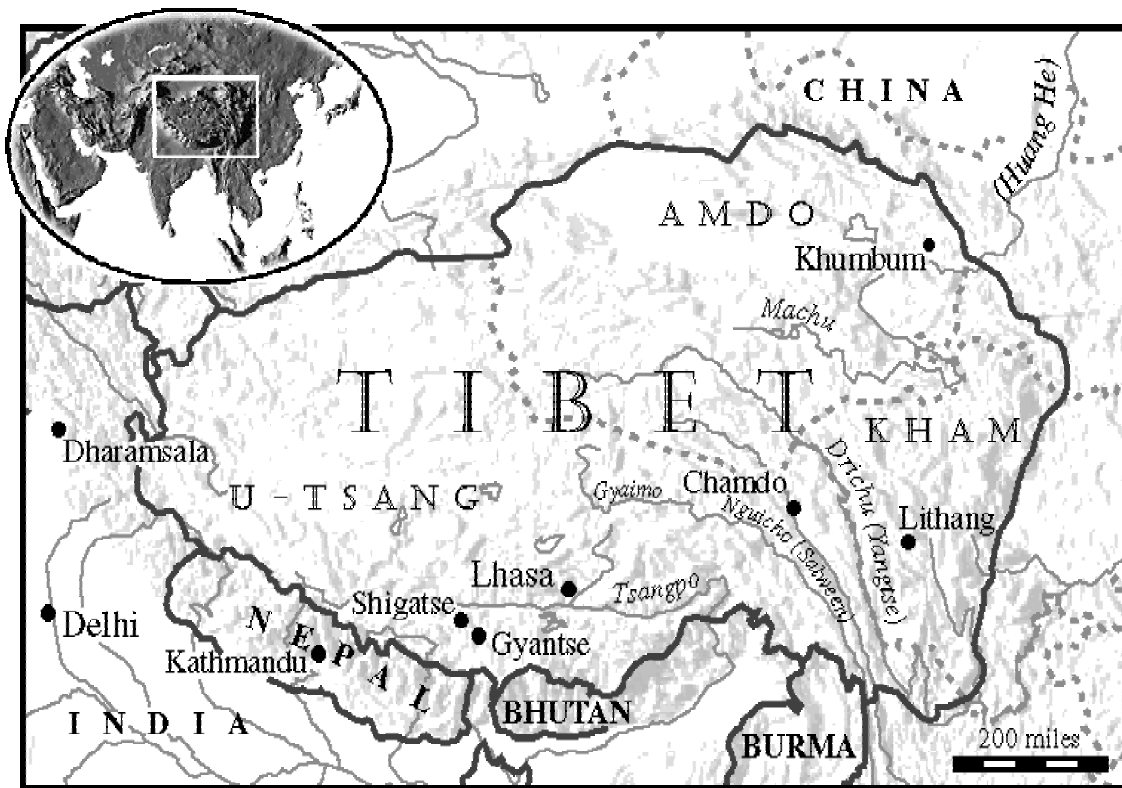 CHINA
(Huang He)
AMDO
Khumbum
Machu
TIBET
KHAM
Dharamsala
Drichu (Yangtse)
U-TSANG
Gyaimo
Chamdo
Nguicho (Salween)
Lithang
Lhasa
Tsangpo
Shigatse
Delhi
Gyantse
NEPAL
Kathmandu
INDIA
BHUTAN
BURMA
200 miles